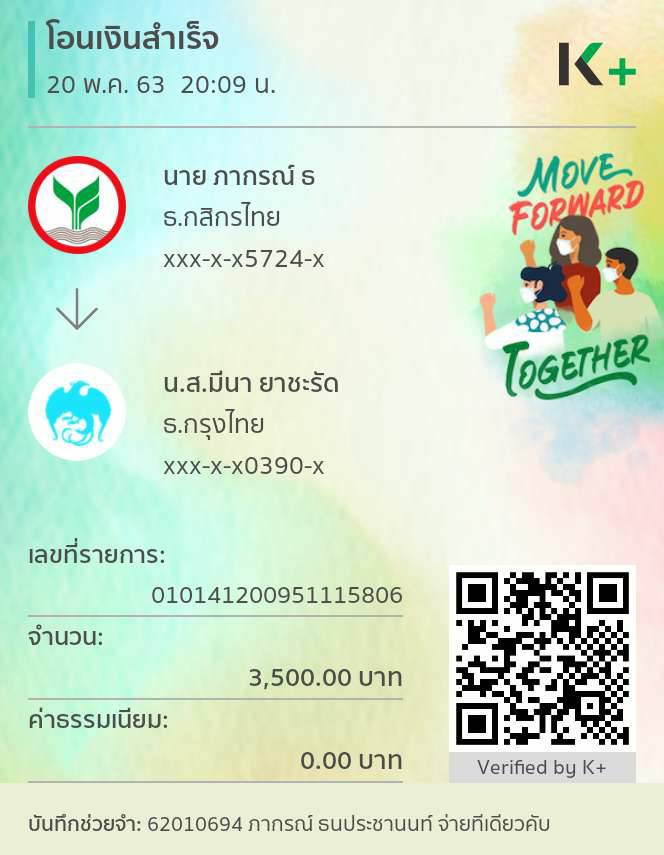 โอนเงินสำเร็จ
20 พ.ค. 63 20:09 น.
K+
นาย ภากรณ์ ธ
ธ.กสิกรไทย
xxx-x-x5724-x
MOVE
FORWARD
TOGETHER
น.ส.มีนา ยาชะรัด
ธ.กรุงไทย
xxx-x-x0390-x
เลขที่รายการ:
010141200951115806
จำนวน:
3,500.00 บาท
ค่าธรรมเนียม:
0.00 บาท
Verified by K+
บันทึกช่วยจำ: 62010694 ภากรณ์ ธนประชานนท์ จ่ายทีเดียวคับ